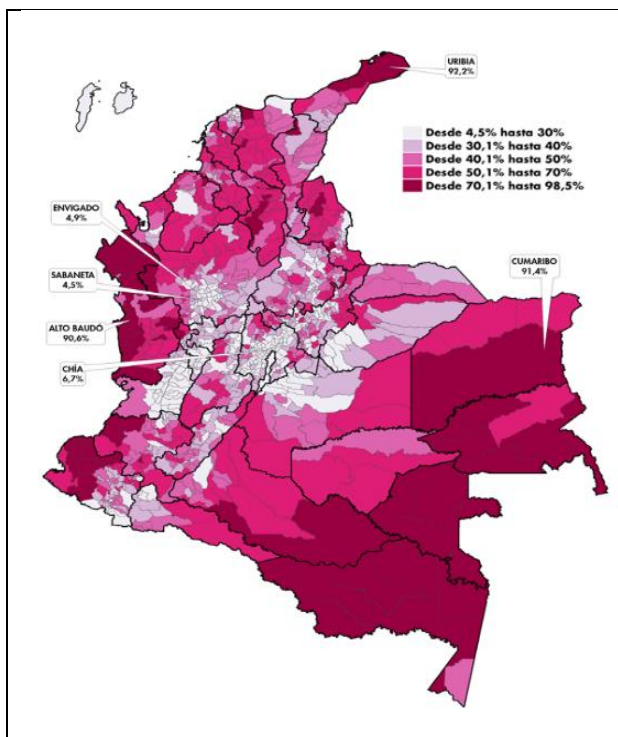 URIBIA
92,2%
Desde 4,5% hasta 30%
Desde 30,1% hasta 40%
Desde 40,1% hasta 50%
Desde 50,1% hasta 70%
Desde 70,1% hasta 98,5%
ENVIGADO
4,9%
CUMARIBO
91,4%
SABANETA
4,5%
ALTO BAUDÓ
90,6%
CHÍA
6,7%